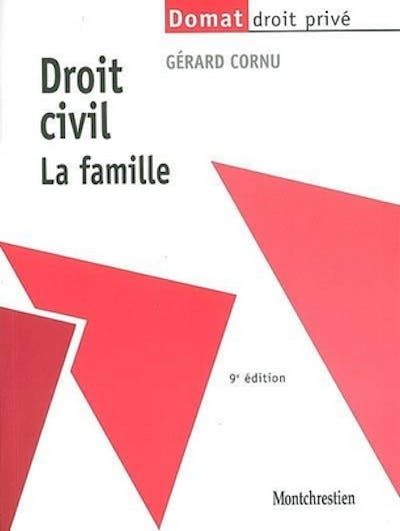 Domat droit privé
GÉRARD CORNU
Droit
civil
La famille
9e édition
Montchrestien